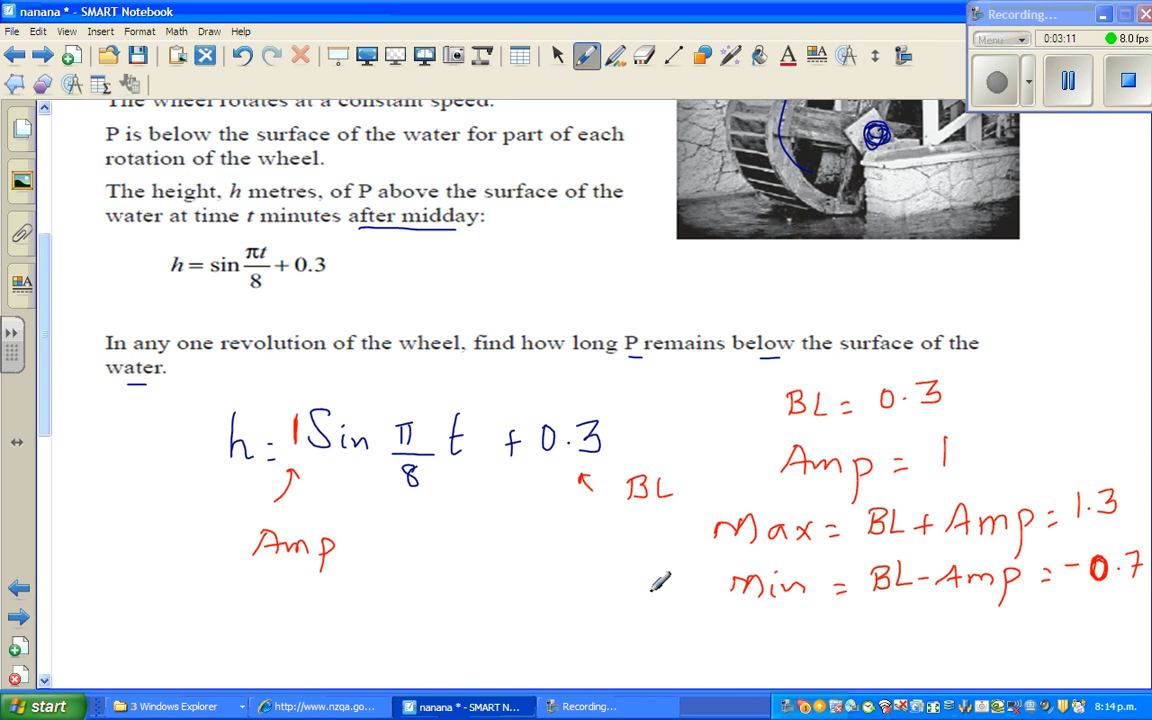 nanana * - SMART Notebook
Recording...
File Edit View Insert Format Math Draw Help
Menu
0:03:11
8.0 fps
The wheel rotates at a constant speed.
P is below the surface of the water for part of each
rotation of the wheel.
The height, h metres, of P above the surface of the
water at time t minutes after midday:
h = sin πt/8 + 0.3
In any one revolution of the wheel, find how long P remains below the surface of the
water.
h = 1 Sin π/8 t + 0.3
BL
Amp
BL = 0.3
Amp = 1
Max = BL + Amp = 1.3
Min = BL - Amp = -0.7
start
3 Windows Explorer
http://www.nzqa.go...
nanana * - SMART N...
Recording...
8:14 p.m.